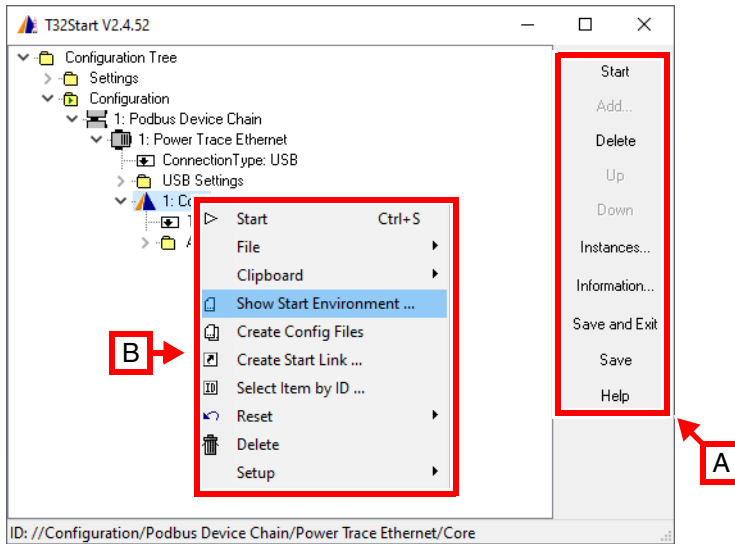 T32Start V2.4.52
Configuration Tree
Settings
Configuration
1: Podbus Device Chain
1: Power Trace Ethernet
ConnectionType: USB
USB Settings
1:
Start Ctrl+S
File
Clipboard
Show Start Environment ...
Create Config Files
Create Start Link ...
Select Item by ID ...
Reset
Delete
Setup
B
Start
Add...
Delete
Up
Down
Instances...
Information...
Save and Exit
Save
Help
A
ID: //Configuration/Podbus Device Chain/Power Trace Ethernet/Core